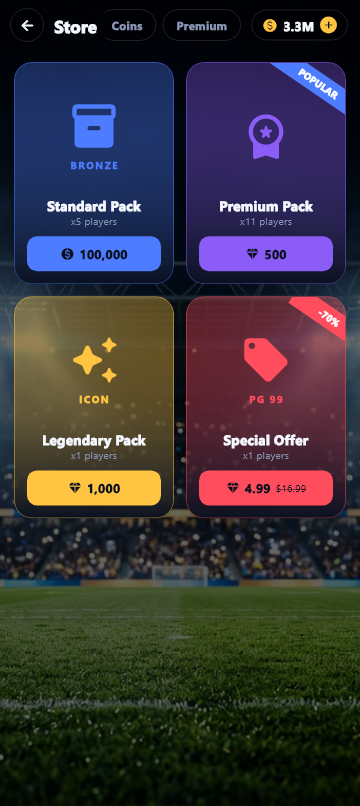 Store
Coins
Premium
3.3M
BRONZE
Standard Pack
x5 players
100,000
POPULAR
Premium Pack
x11 players
500
ICON
Legendary Pack
x1 players
1,000
-70%
PG 99
Special Offer
x1 players
4.99 $16.99